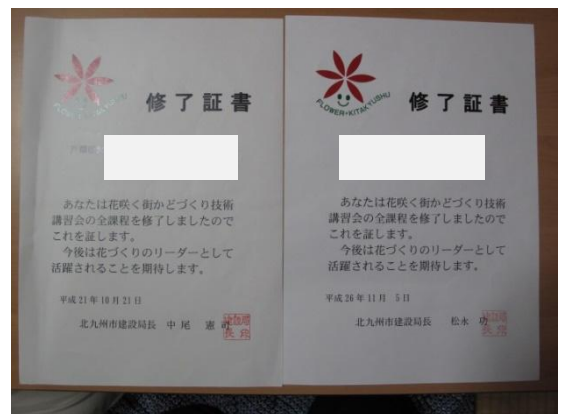 FLOWER・KITAKYUSHU
修了証書
あなたは花咲く街かどづくり技術
講習会の全課程を修了しましたので
これを証します。
今後は花づくりのリーダーとして
活躍されることを期待します。
平成21年10月21日
北九州市建設局長 中尾 憲
FLOWER・KITAKYUSHU
修了証書
あなたは花咲く街かどづくり技術
講習会の全課程を修了しましたので
これを証します。
今後は花づくりのリーダーとして
活躍されることを期待します。
平成26年11月 5日
北九州市建設局長 松永 功